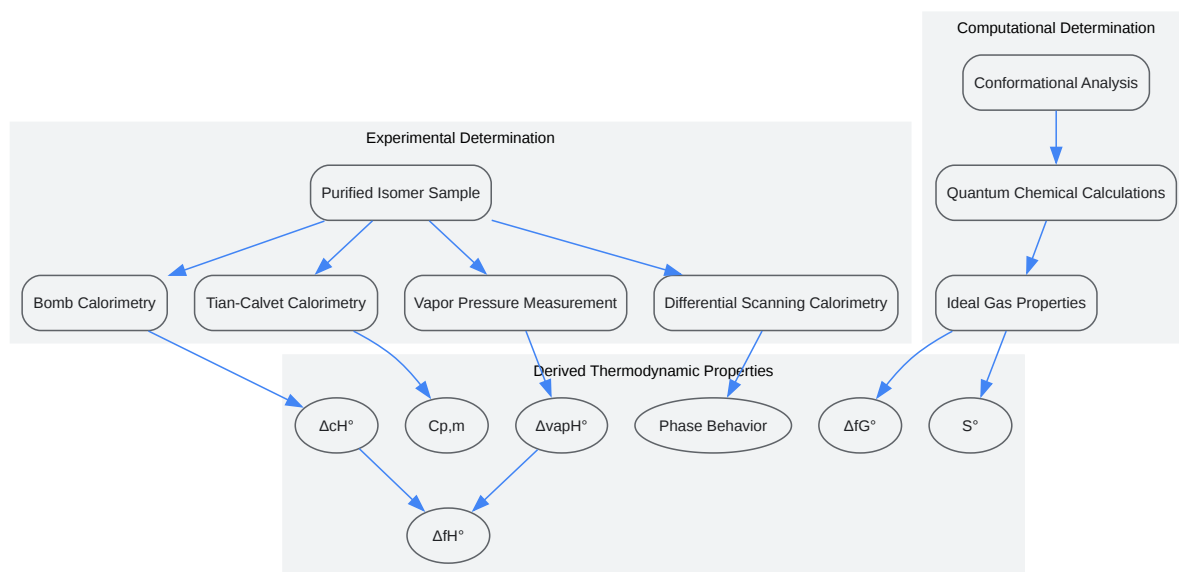 Computational Determination
Conformational Analysis
Experimental Determination
Purified Isomer Sample
Quantum Chemical Calculations
Bomb Calorimetry
Tian-Calvet Calorimetry
Vapor Pressure Measurement
Differential Scanning Calorimetry
Ideal Gas Properties
Derived Thermodynamic Properties
ΔcH°
Cp,m
ΔvapH°
Phase Behavior
ΔfG°
S°
ΔfH°